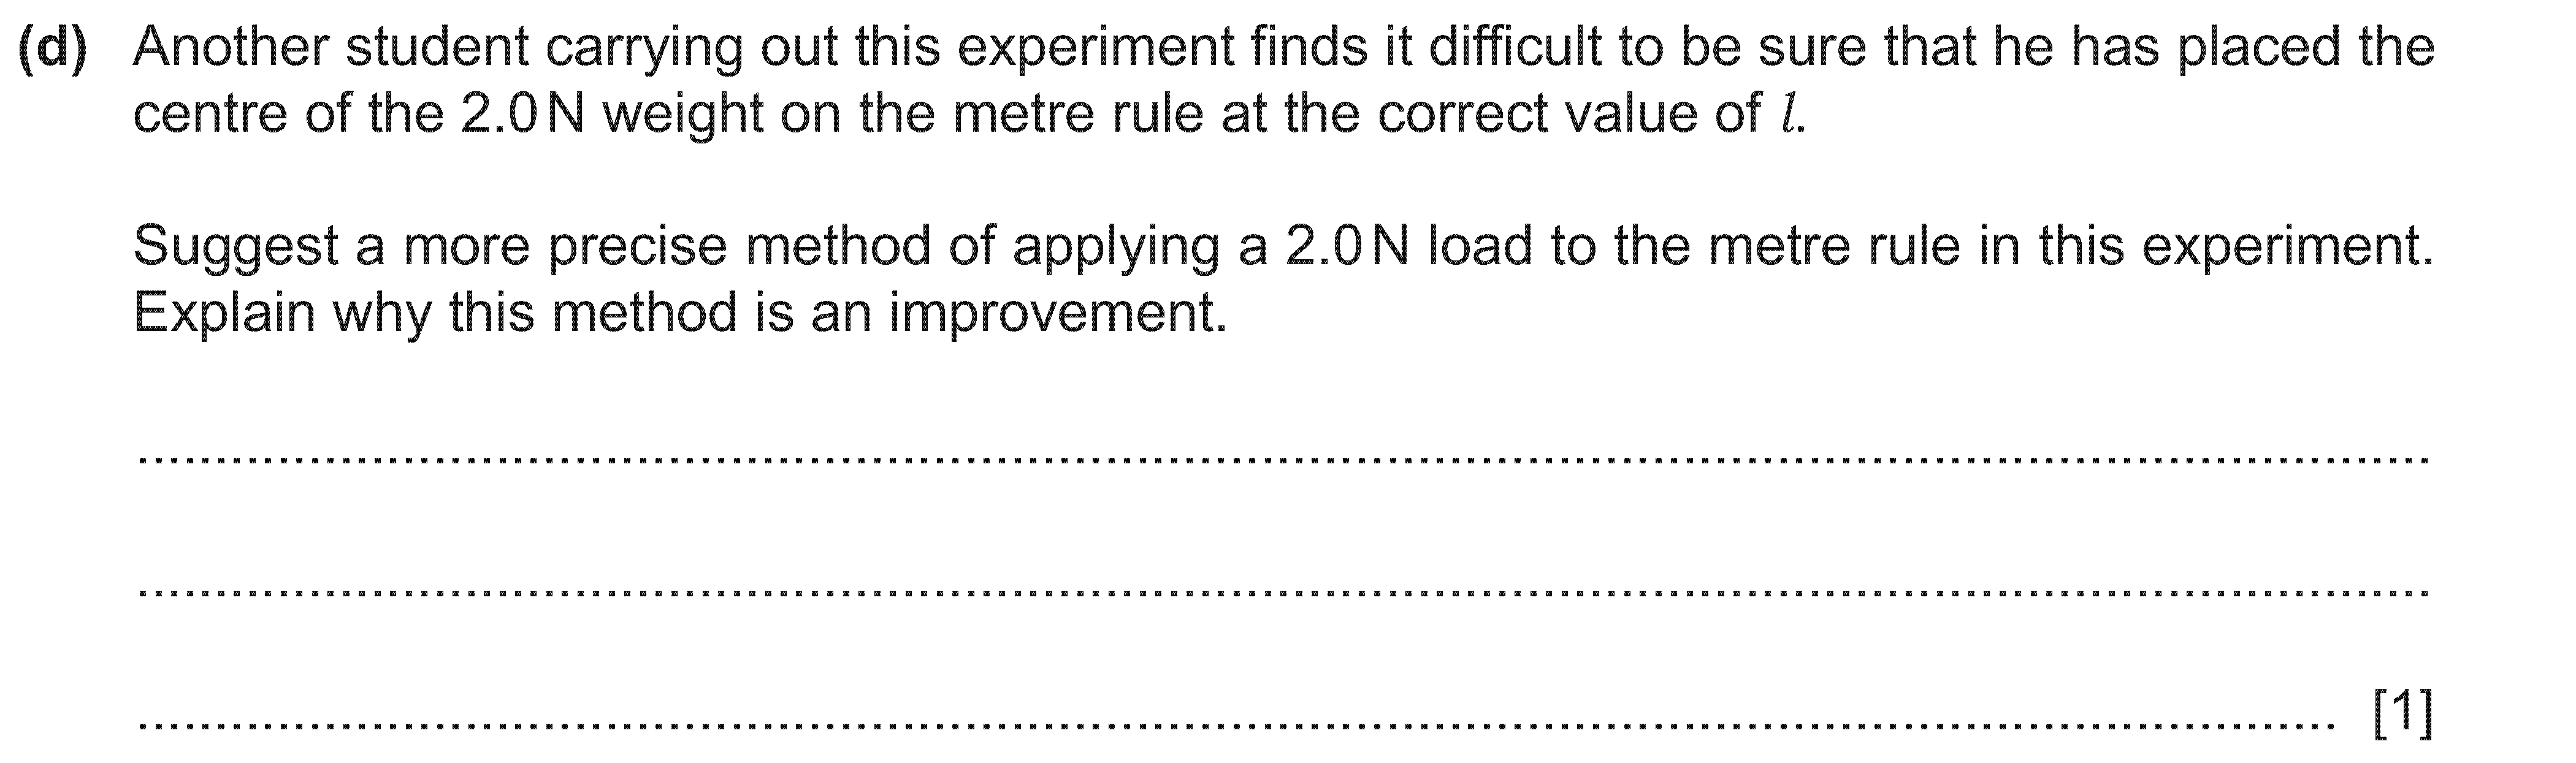 (d) Another student carrying out this experiment finds it difficult to be sure that he has placed the
centre of the 2.0 N weight on the metre rule at the correct value of l.
Suggest a more precise method of applying a 2.0 N load to the metre rule in this experiment.
Explain why this method is an improvement.
..........................................................................................................................................
..........................................................................................................................................
..................................................................................................................................... [1]